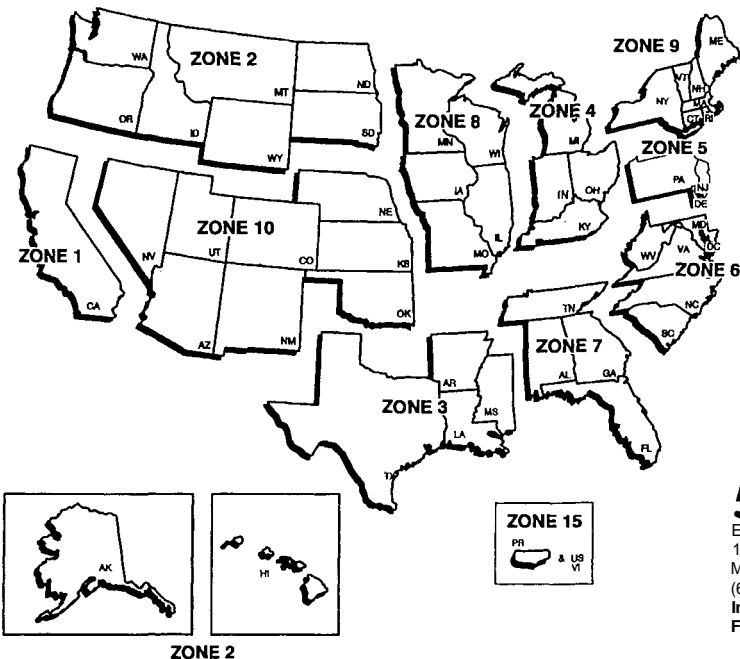 ZONE 9
ME
ZONE 2
WA
MT
ND
VT
NH
NY
MA
CT
RI
OR
ID
WY
SD
ZONE 8
MN
WI
ZONE 4
MI
ZONE 5
PA
NJ
DE
IA
IL
MO
IN
OH
KY
NE
KS
OK
ZONE 10
NV
UT
CO
AZ
NM
ZONE 1
CA
MD
DC
WV
VA
ZONE 6
NC
SC
TN
ZONE 7
AL
GA
FL
AR
ZONE 3
MS
LA
TX
AK
HI
ZONE 2
ZONE 15
PR
& US
VI
E
1
M
(6
In
F